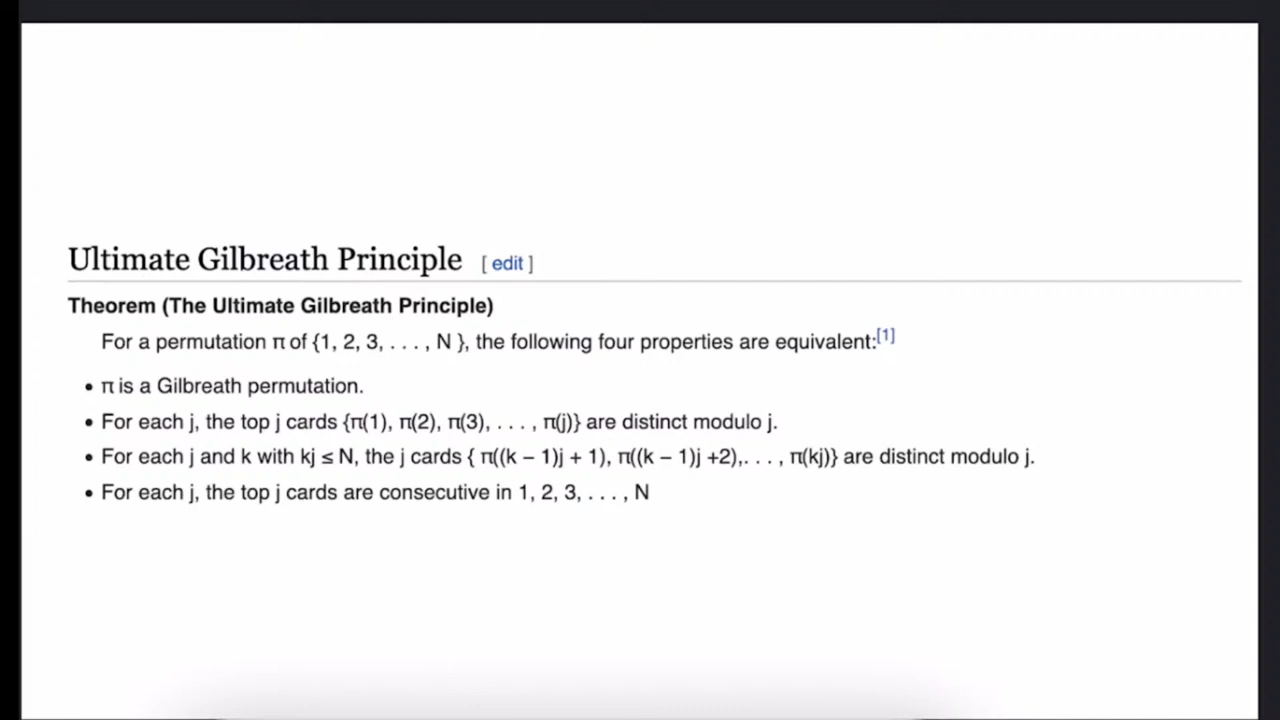 Ultimate Gilbreath Principle [ edit ]
Theorem (The Ultimate Gilbreath Principle)
For a permutation π of {1, 2, 3, . . . , N }, the following four properties are equivalent:[1]
• π is a Gilbreath permutation.
• For each j, the top j cards {π(1), π(2), π(3), . . . , π(j)} are distinct modulo j.
• For each j and k with kj ≤ N, the j cards { π((k − 1)j + 1), π((k − 1)j +2),. . . , π(kj)} are distinct modulo j.
• For each j, the top j cards are consecutive in 1, 2, 3, . . . , N